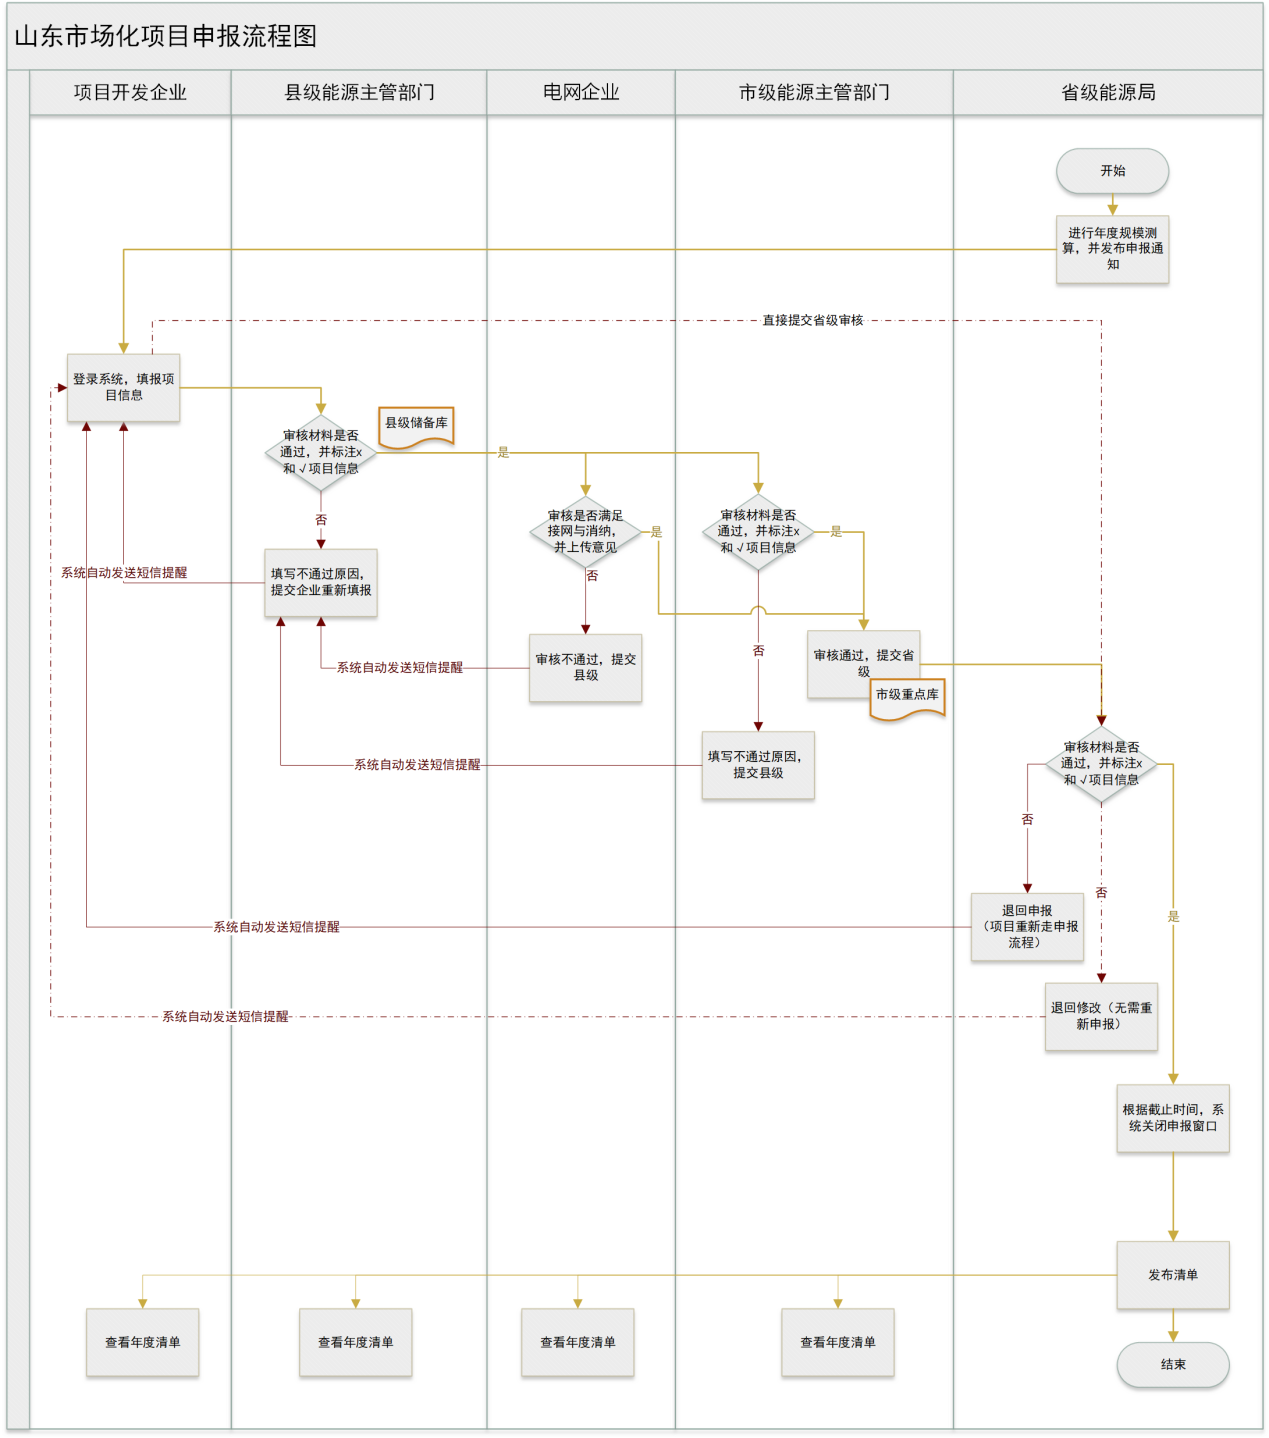 山东市场化项目申报流程图
项目开发企业
县级能源主管部门
电网企业
市级能源主管部门
省级能源局
开始
进行年度规模测
算，并发布申报通
知
直接提交省级审核
登录系统，填报项
目信息
县级储备库
审核材料是否
通过，并标注x
和√项目信息
是
否
审核是否满足
接网与消纳，
并上传意见
是
否
审核材料是否
通过，并标注x
和√项目信息
是
否
系统自动发送短信提醒
填写不通过原因，
提交企业重新填报
系统自动发送短信提醒
审核不通过，提交
县级
审核通过，提交省
级
市级重点库
系统自动发送短信提醒
填写不通过原因，
提交县级
审核材料是否
通过，并标注x
和√项目信息
否
否
是
系统自动发送短信提醒
退回申报
（项目重新走申报
流程）
系统自动发送短信提醒
退回修改（无需重
新申报）
根据截止时间，系
统关闭申报窗口
发布清单
查看年度清单
查看年度清单
查看年度清单
查看年度清单
结束